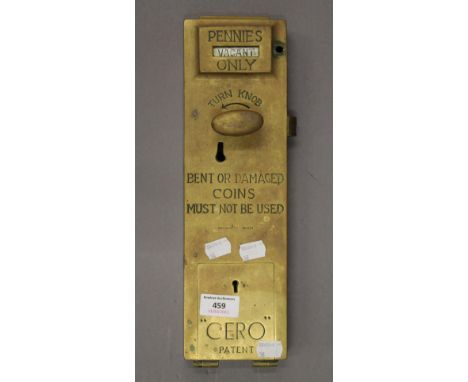 PENNIES
VACANT
ONLY
TURN KNOB
BENT OR DAMAGED
COINS
MUST NOT BE USED
459
"CERO"
PATENT